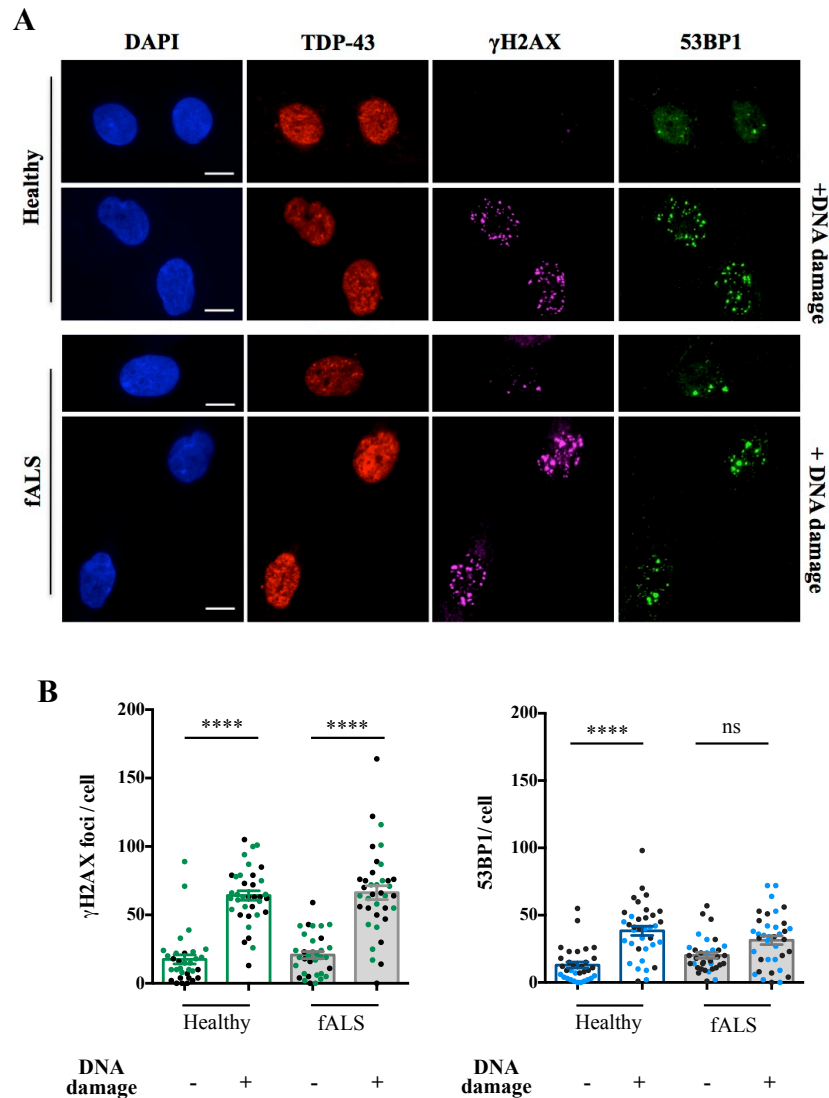 A
DAPI TDP-43 γH2AX 53BP1
Healthy
+DNA damage
fALS
+ DNA damage
B
200
150
100
50
0
γH2AX foci / cell
**** ****
Healthy fALS
DNA
damage - + - +
200
150
100
50
0
53BP1/ cell
**** ns
Healthy fALS
DNA
damage - + - +